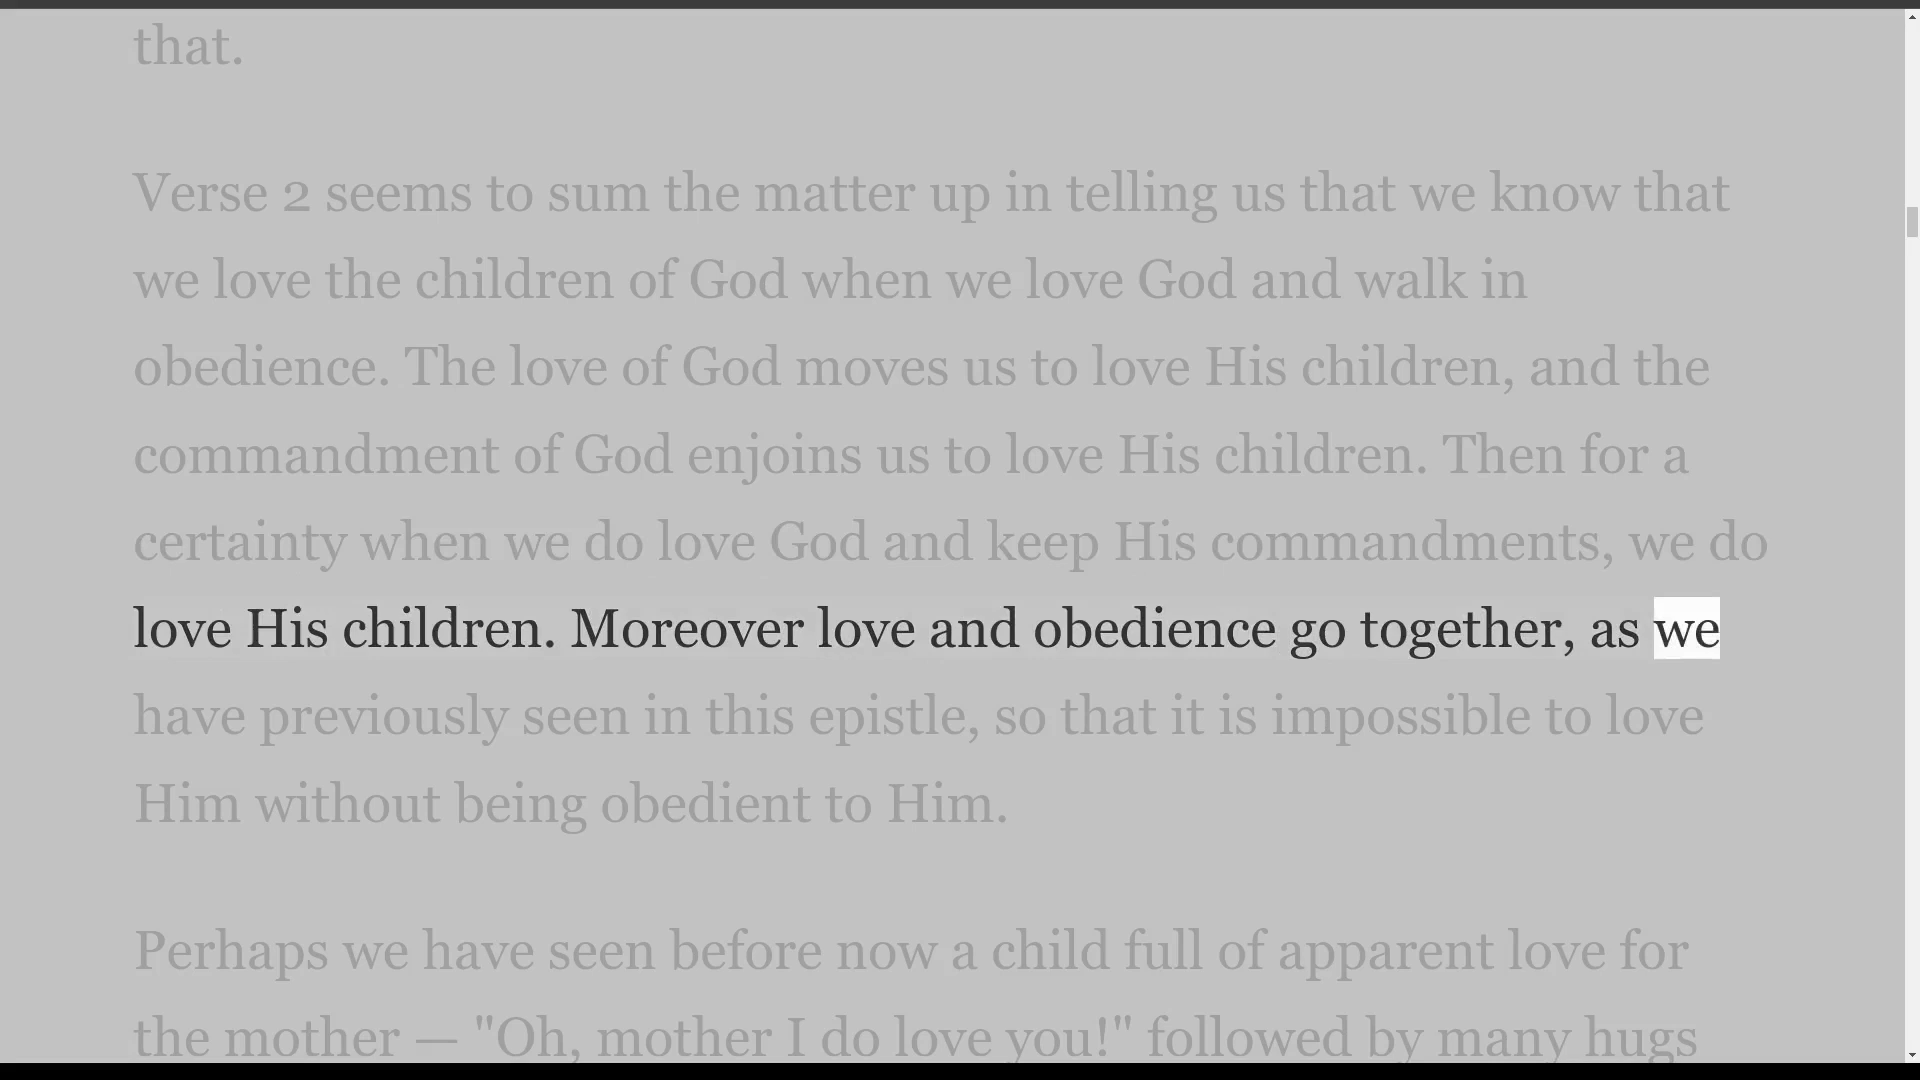 that.
Verse 2 seems to sum the matter up in telling us that we know that
we love the children of God when we love God and walk in
obedience. The love of God moves us to love His children, and the
commandment of God enjoins us to love His children. Then for a
certainty when we do love God and keep His commandments, we do
love His children. Moreover love and obedience go together, as we
have previously seen in this epistle, so that it is impossible to love
Him without being obedient to Him.
Perhaps we have seen before now a child full of apparent love for
the mother — "Oh, mother I do love you!" followed by many hugs